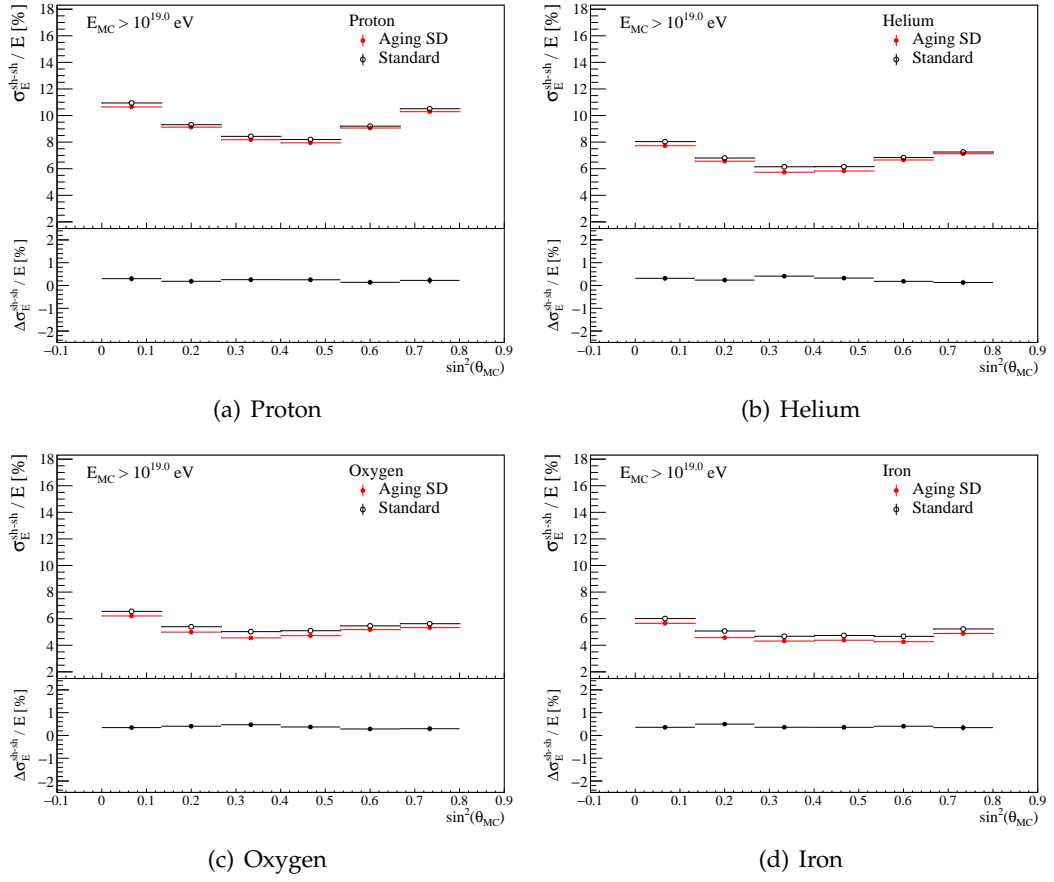 E_MC > 10^19.0 eV
Proton
Aging SD
Standard
σ_E^sh-sh / E [%]
18
16
14
12
10
8
6
4
2
Δσ_E^sh-sh / E [%]
2
1
0
−1
−2
−0.1 0 0.1 0.2 0.3 0.4 0.5 0.6 0.7 0.8 0.9
sin²(θ_MC)
(a) Proton
E_MC > 10^19.0 eV
Helium
Aging SD
Standard
σ_E^sh-sh / E [%]
18
16
14
12
10
8
6
4
2
Δσ_E^sh-sh / E [%]
2
1
0
−1
−2
−0.1 0 0.1 0.2 0.3 0.4 0.5 0.6 0.7 0.8 0.9
sin²(θ_MC)
(b) Helium
E_MC > 10^19.0 eV
Oxygen
Aging SD
Standard
σ_E^sh-sh / E [%]
18
16
14
12
10
8
6
4
2
Δσ_E^sh-sh / E [%]
2
1
0
−1
−2
−0.1 0 0.1 0.2 0.3 0.4 0.5 0.6 0.7 0.8 0.9
sin²(θ_MC)
(c) Oxygen
E_MC > 10^19.0 eV
Iron
Aging SD
Standard
σ_E^sh-sh / E [%]
18
16
14
12
10
8
6
4
2
Δσ_E^sh-sh / E [%]
2
1
0
−1
−2
−0.1 0 0.1 0.2 0.3 0.4 0.5 0.6 0.7 0.8 0.9
sin²(θ_MC)
(d) Iron